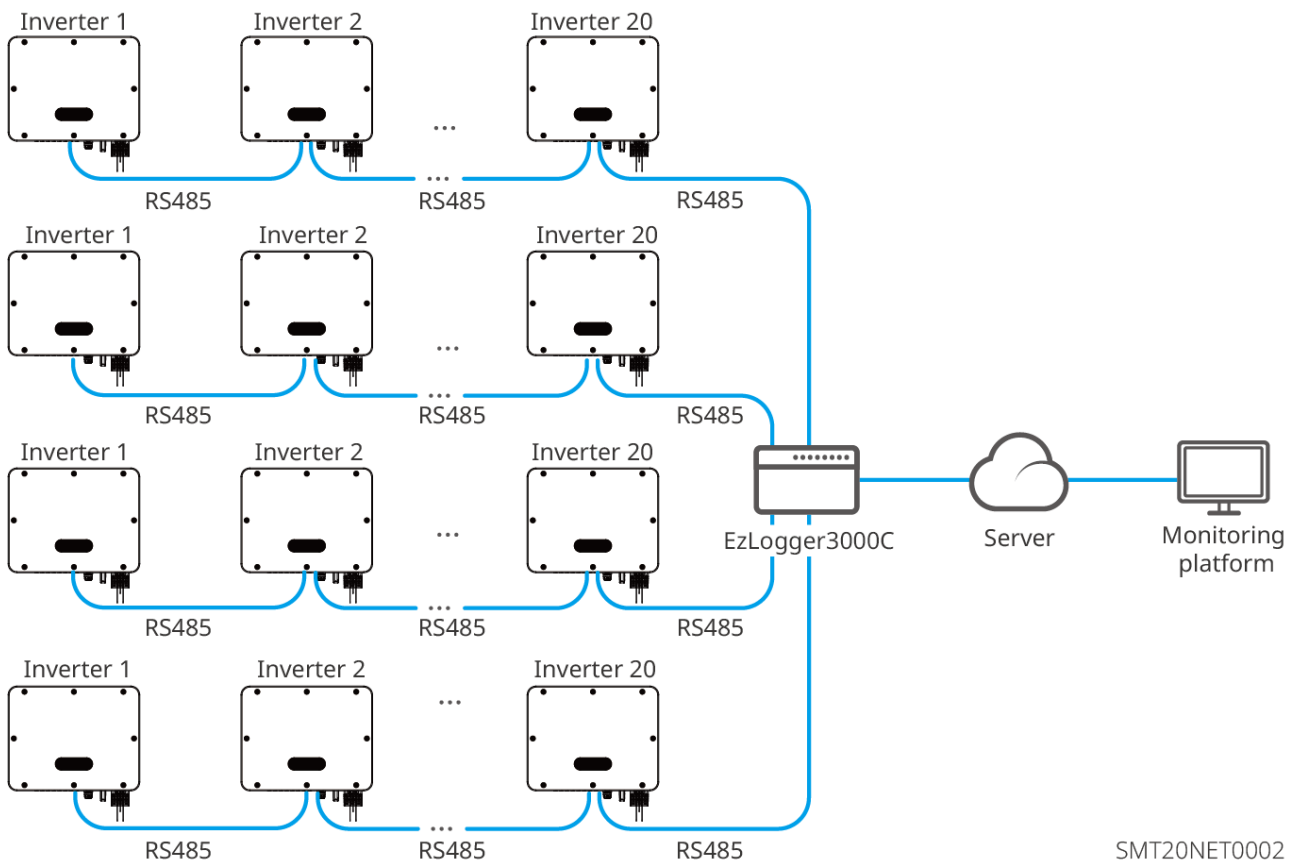 Inverter 1
Inverter 2
Inverter 20
...
...
RS485
RS485
RS485
Inverter 1
Inverter 2
Inverter 20
...
...
RS485
RS485
RS485
Inverter 1
Inverter 2
Inverter 20
...
EzLogger3000C
Server
Monitoring
platform
...
RS485
RS485
RS485
Inverter 1
Inverter 2
Inverter 20
...
...
RS485
RS485
RS485
SMT20NET0002